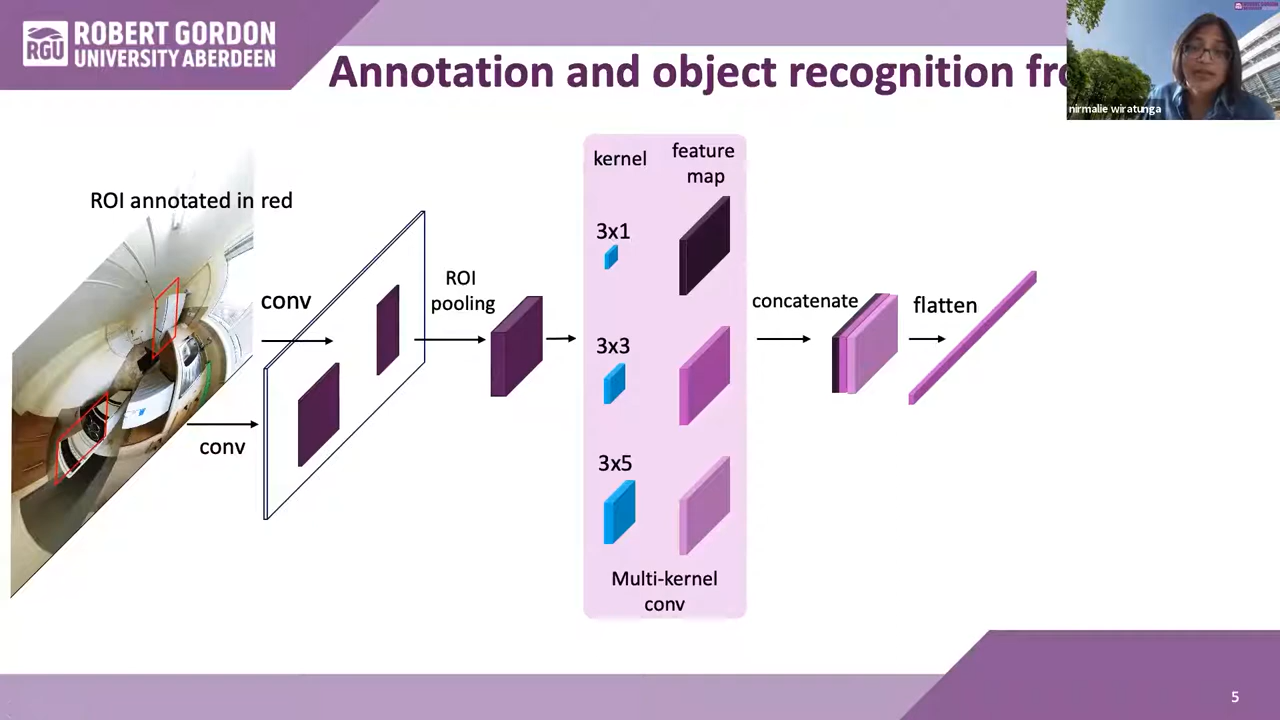 ROBERT GORDON
UNIVERSITY ABERDEEN
RGU
Annotation and object recognition fro
nirmalie wiratunga
ROI annotated in red
conv
conv
ROI
pooling
kernel
feature
map
3x1
3x3
3x5
Multi-kernel
conv
concatenate
flatten
5